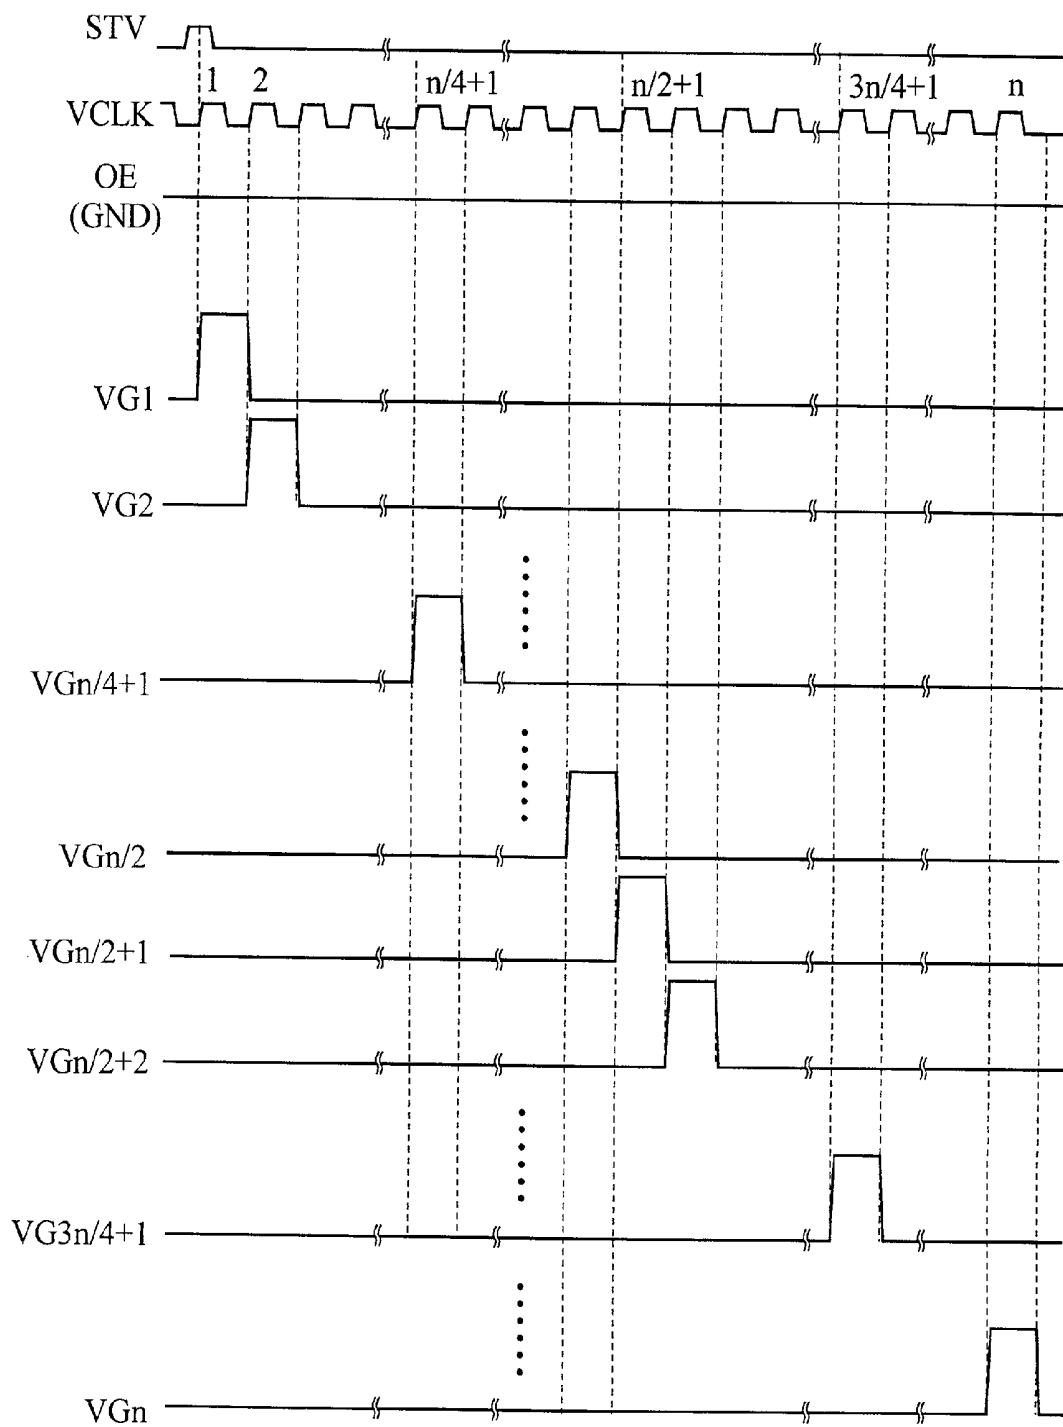 STV
1 2 n/4+1 n/2+1 3n/4+1 n
VCLK
OE
(GND)
VG1
VG2
VGn/4+1
VGn/2
VGn/2+1
VGn/2+2
VG3n/4+1
VGn